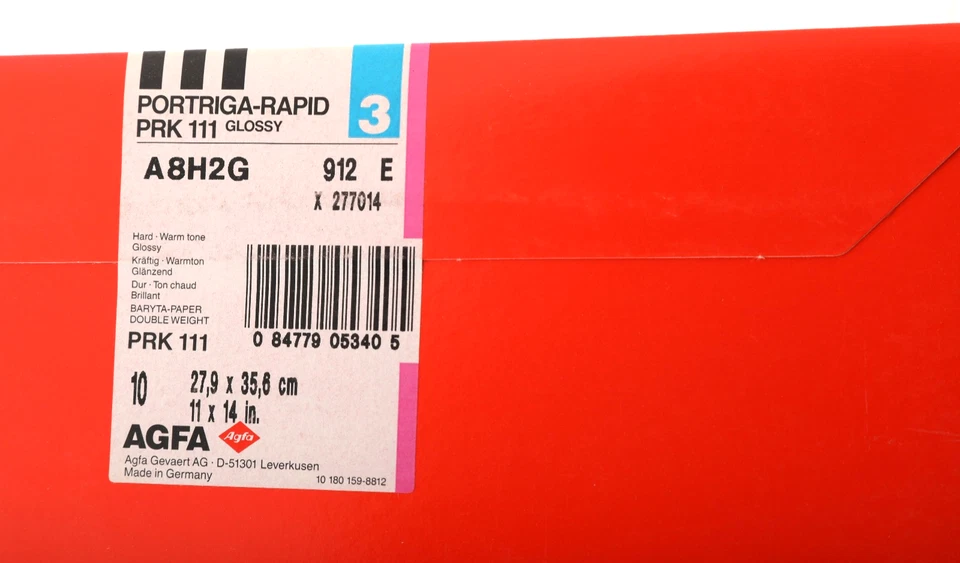 PORTRIGA-RAPID
PRK 111 GLOSSY
3
A8H2G 912 E
X 277014
Hard · Warm tone
Glossy
Kräftig · Warmton
Glänzend
Dur · Ton chaud
Brillant
BARYTA-PAPER
DOUBLE WEIGHT
PRK 111
0 84779 05340 5
10 27,9 x 35,6 cm
11 x 14 in.
AGFA Agfa
Agfa Gevaert AG · D-51301 Leverkusen
Made in Germany
10 180 159-8812